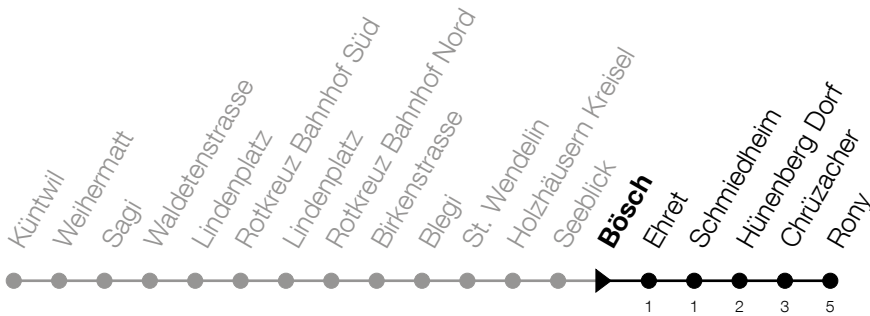 Küntwil
Weihermatt
Sagi
Waldetenstrasse
Lindenplatz
Rotkreuz Bahnhof Süd
Lindenplatz
Rotkreuz Bahnhof Nord
Birkenstrasse
Blegi
St. Wendelin
Holzhäusern Kreisel
Seeblick
Bösch
Ehret
Schmiedheim
Hünenberg Dorf
Chrüzacher
Rony
1 1 2 3 5